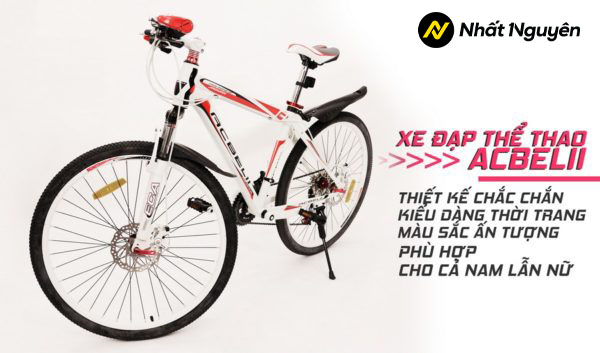 Nhất Nguyên
XE ĐẠP THỂ THAO
>>>>> ACBELII
THIẾT KẾ CHẮC CHẮN
KIỂU DÁNG THỜI TRANG
MÀU SẮC ẤN TƯỢNG
PHÙ HỢP
CHO CẢ NAM LẪN NỮ
ACBELII